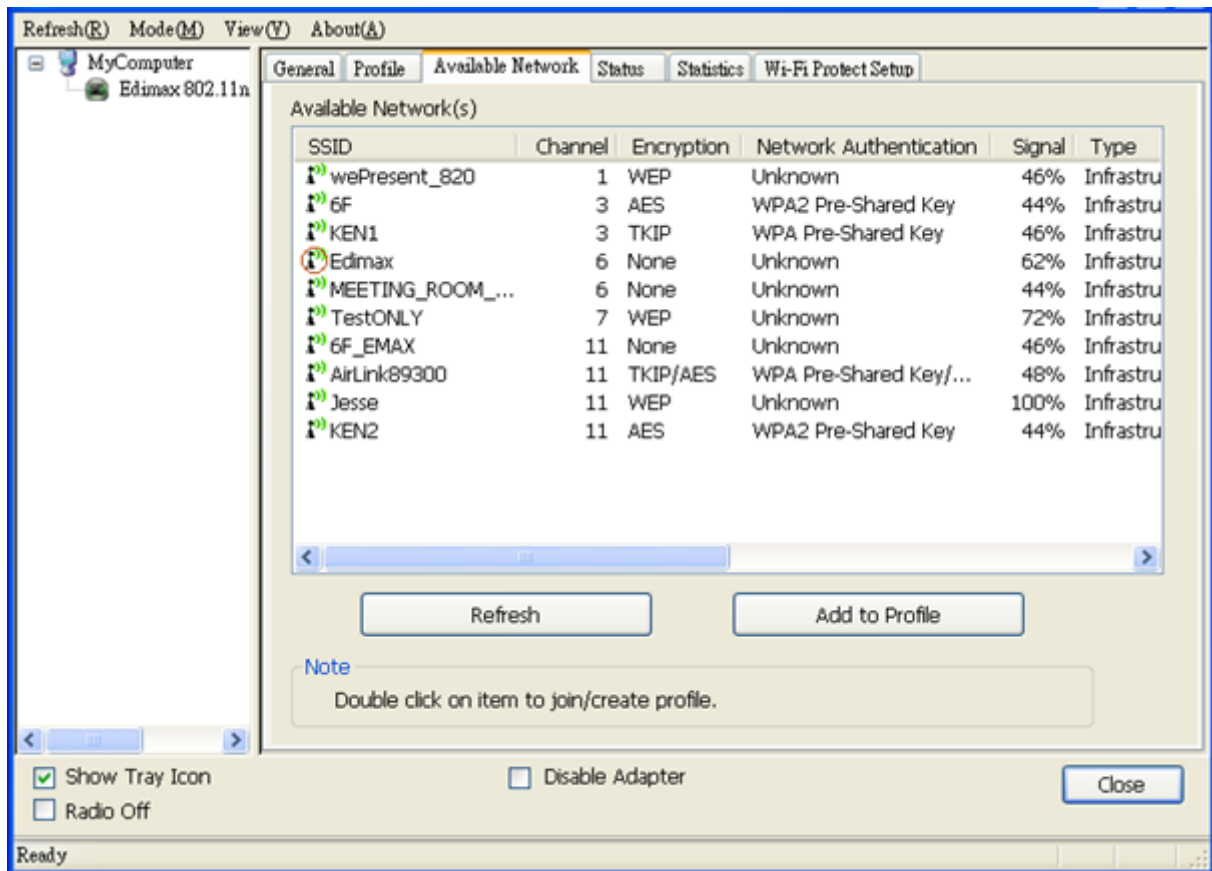 Refresh(R) Mode(M) View(V) About(A)
MyComputer
Edimax 802.11n
General Profile Available Network Status Statistics Wi-Fi Protect Setup
Available Network(s)
SSID Channel Encryption Network Authentication Signal Type
wePresent_820 1 WEP Unknown 46% Infrastru
6F 3 AES WPA2 Pre-Shared Key 44% Infrastru
KEN1 3 TKIP WPA Pre-Shared Key 46% Infrastru
Edimax 6 None Unknown 62% Infrastru
MEETING_ROOM_... 6 None Unknown 44% Infrastru
TestONLY 7 WEP Unknown 72% Infrastru
6F_EMAX 11 None Unknown 46% Infrastru
AirLink89300 11 TKIP/AES WPA Pre-Shared Key/... 48% Infrastru
Jesse 11 WEP Unknown 100% Infrastru
KEN2 11 AES WPA2 Pre-Shared Key 44% Infrastru
Refresh Add to Profile
Note
Double click on item to join/create profile.
Show Tray Icon Disable Adapter Close
Radio Off
Ready